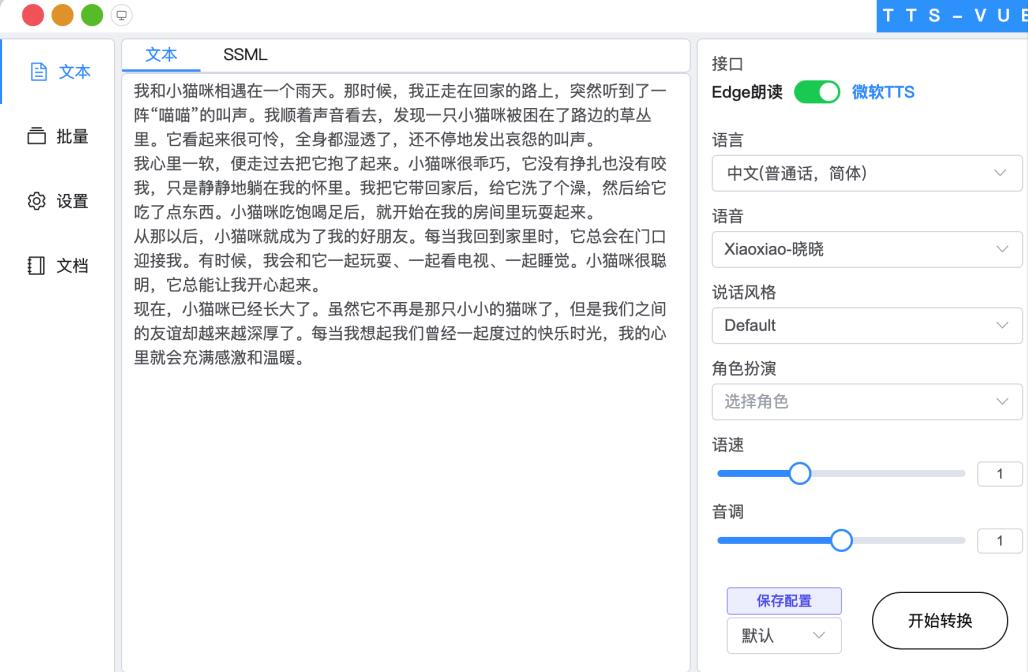 TTS-VUE
文本
批量
设置
文档
文本 SSML
我和小猫咪相遇在一个雨天。那时候，我正走在回家的路上，突然听到了一
阵“喵喵”的叫声。我顺着声音看去，发现一只小猫咪被困在了路边的草丛
里。它看起来很可怜，全身都湿透了，还不停地发出哀怨的叫声。
我心里一软，便走过去把它抱了起来。小猫咪很乖巧，它没有挣扎也没有咬
我，只是静静地躺在我的怀里。我把它带回家后，给它洗了个澡，然后给它
吃了点东西。小猫咪吃饱喝足后，就开始在我的房间里玩耍起来。
从那以后，小猫咪就成为了我的好朋友。每当我回到家里时，它总会在门口
迎接我。有时候，我会和它一起玩耍、一起看电视、一起睡觉。小猫咪很聪
明，它总能让我开心起来。
现在，小猫咪已经长大了。虽然它不再是那只小小的猫咪了，但是我们之间
的友谊却越来越深厚了。每当我想起我们曾经一起度过的快乐时光，我的心
里就会充满感激和温暖。
接口
Edge朗读 微软TTS
语言
中文(普通话，简体)
语音
Xiaoxiao-晓晓
说话风格
Default
角色扮演
选择角色
语速
1
音调
1
保存配置
默认
开始转换